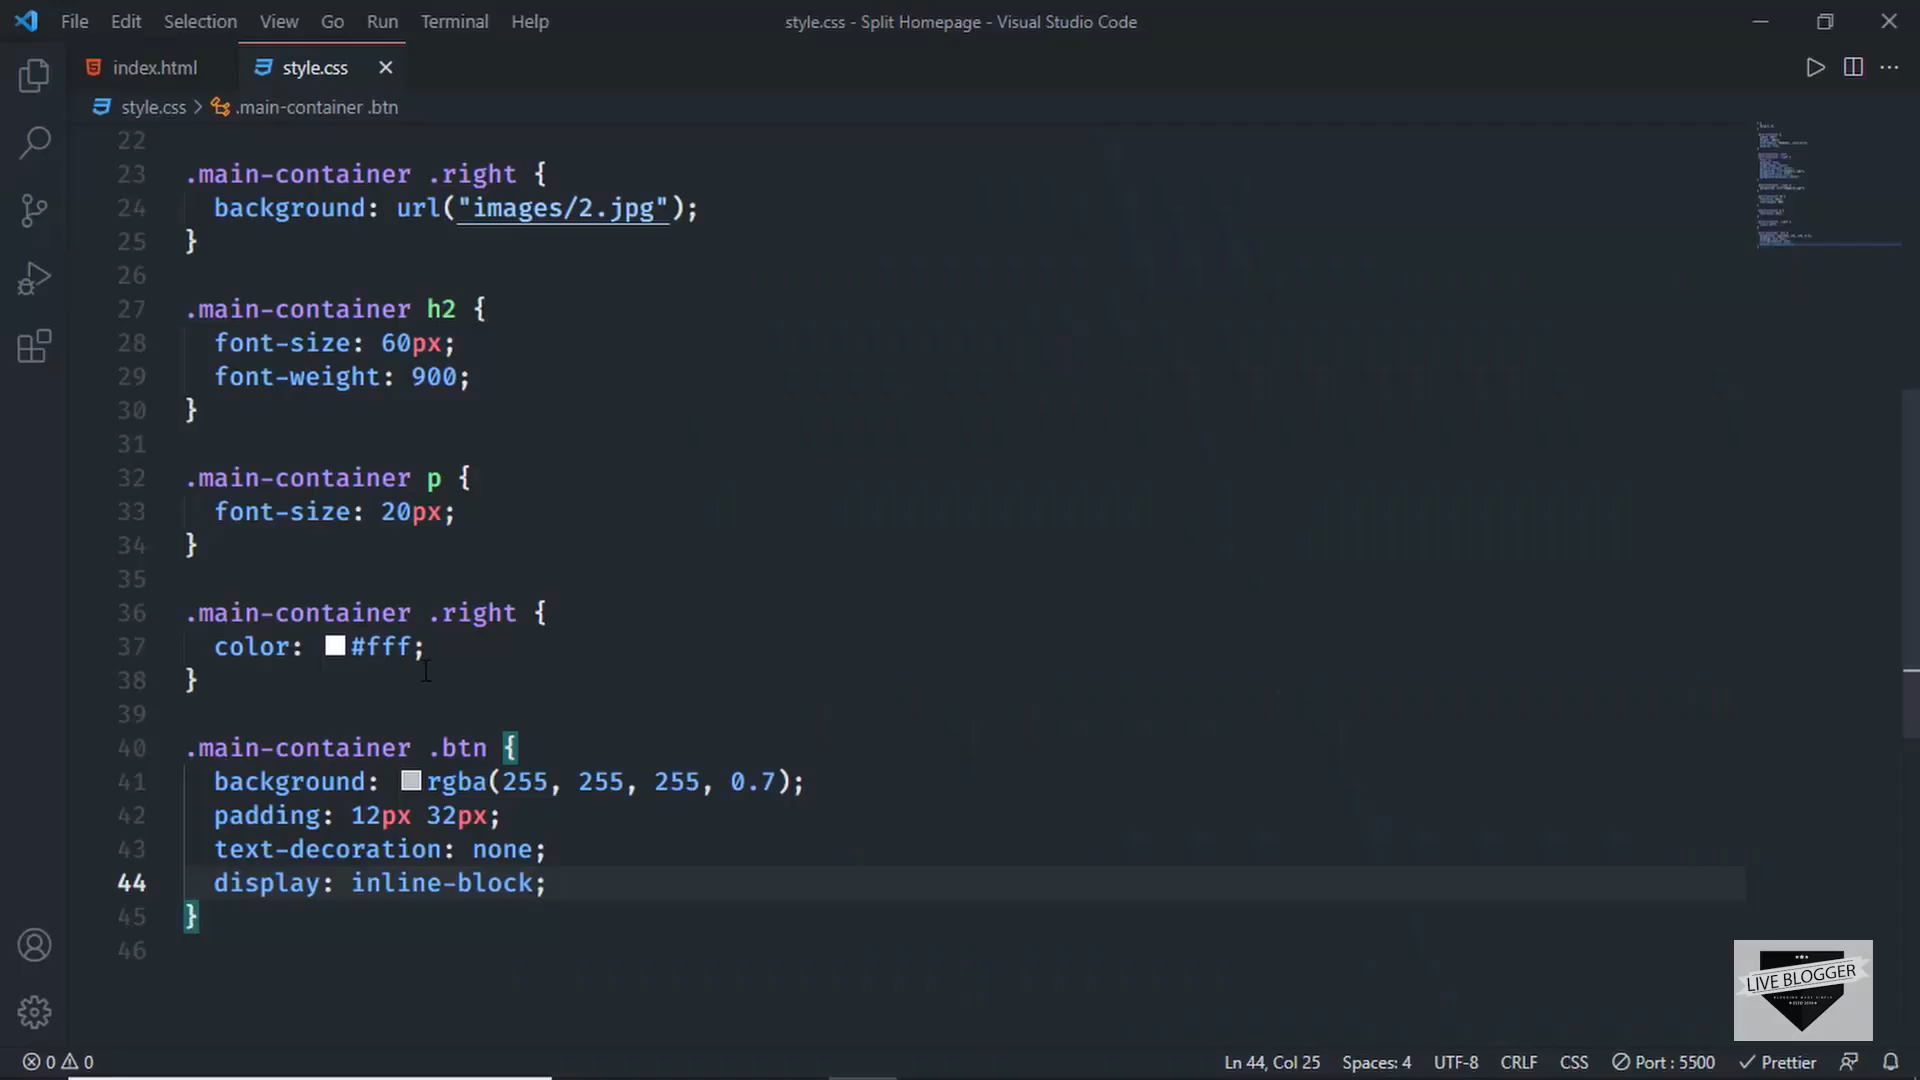 File Edit Selection View Go Run Terminal Help style.css - Split Homepage - Visual Studio Code
index.html style.css
style.css > .main-container .btn
22
23 .main-container .right {
24 background: url("images/2.jpg");
25 }
26
27 .main-container h2 {
28 font-size: 60px;
29 font-weight: 900;
30 }
31
32 .main-container p {
33 font-size: 20px;
34 }
35
36 .main-container .right {
37 color: #fff;
38 }
39
40 .main-container .btn {
41 background: rgba(255, 255, 255, 0.7);
42 padding: 12px 32px;
43 text-decoration: none;
44 display: inline-block;
45 }
46
LIVE BLOGGER
0 0 Ln 44, Col 25 Spaces: 4 UTF-8 CRLF CSS Port : 5500 Prettier